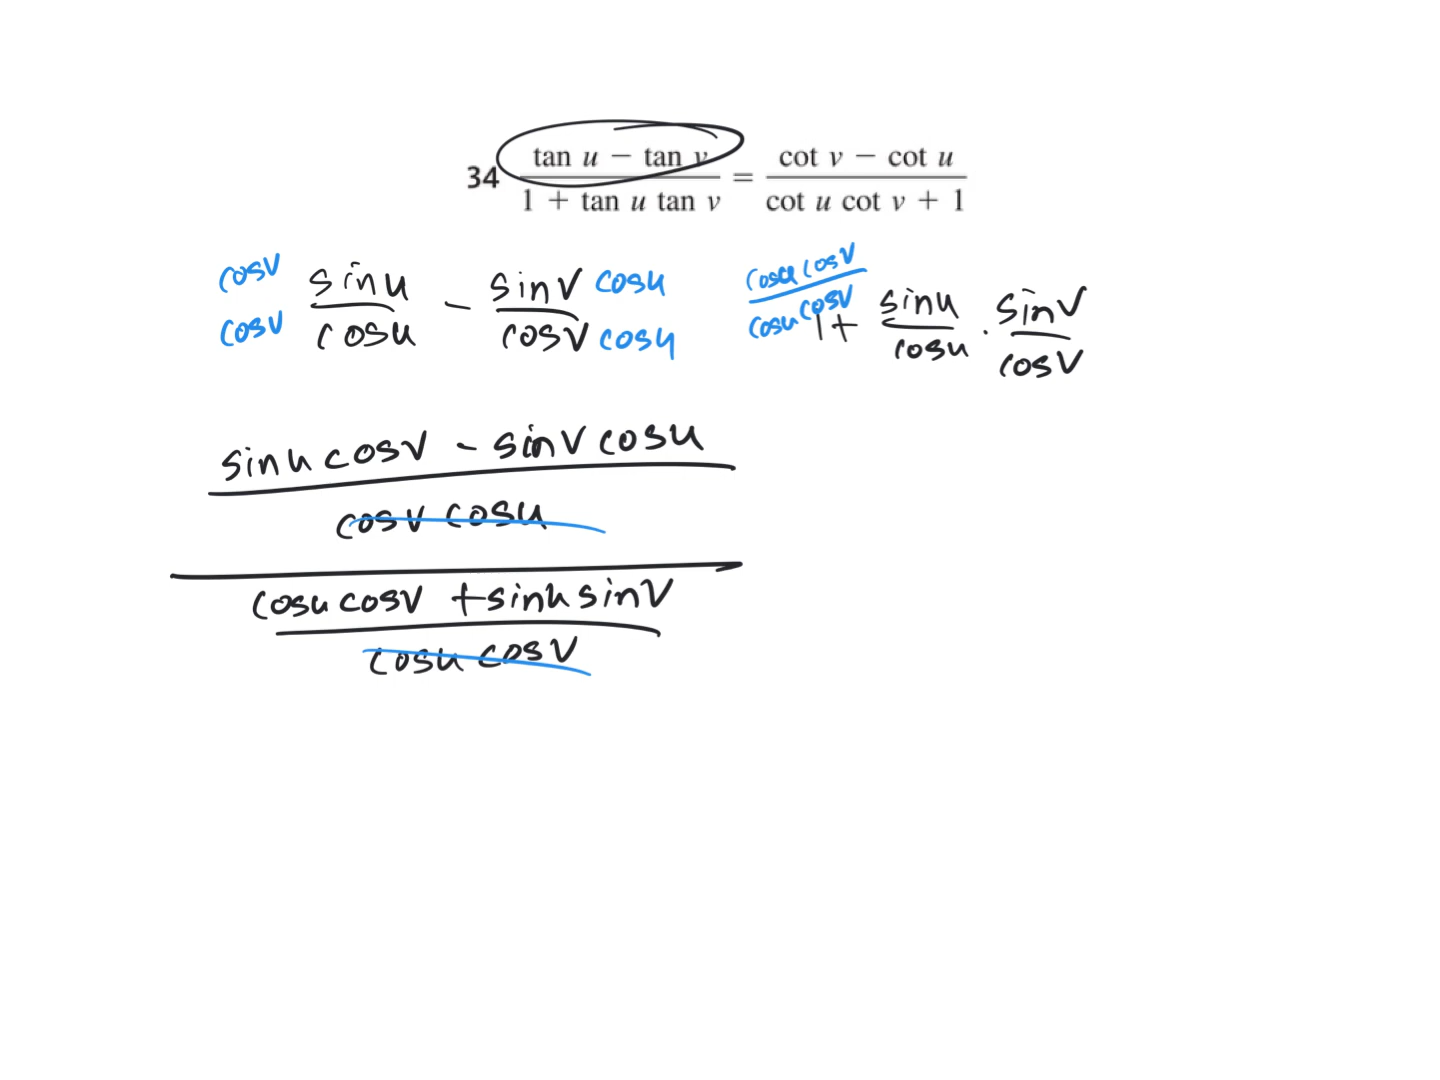 tan u − tan v   cot v − cot u
34 ─────────── = ───────────
1 + tan u tan v   cot u cot v + 1
cosv sinu − sinv cosu   cosu cosv
cosv cosu   cosv cosu   cosu cosv 1 + sinu/cosu · sinv/cosv
sinu cosv − sinv cosu
cosv cosu
cosu cosv + sinu sinv
cosu cosv